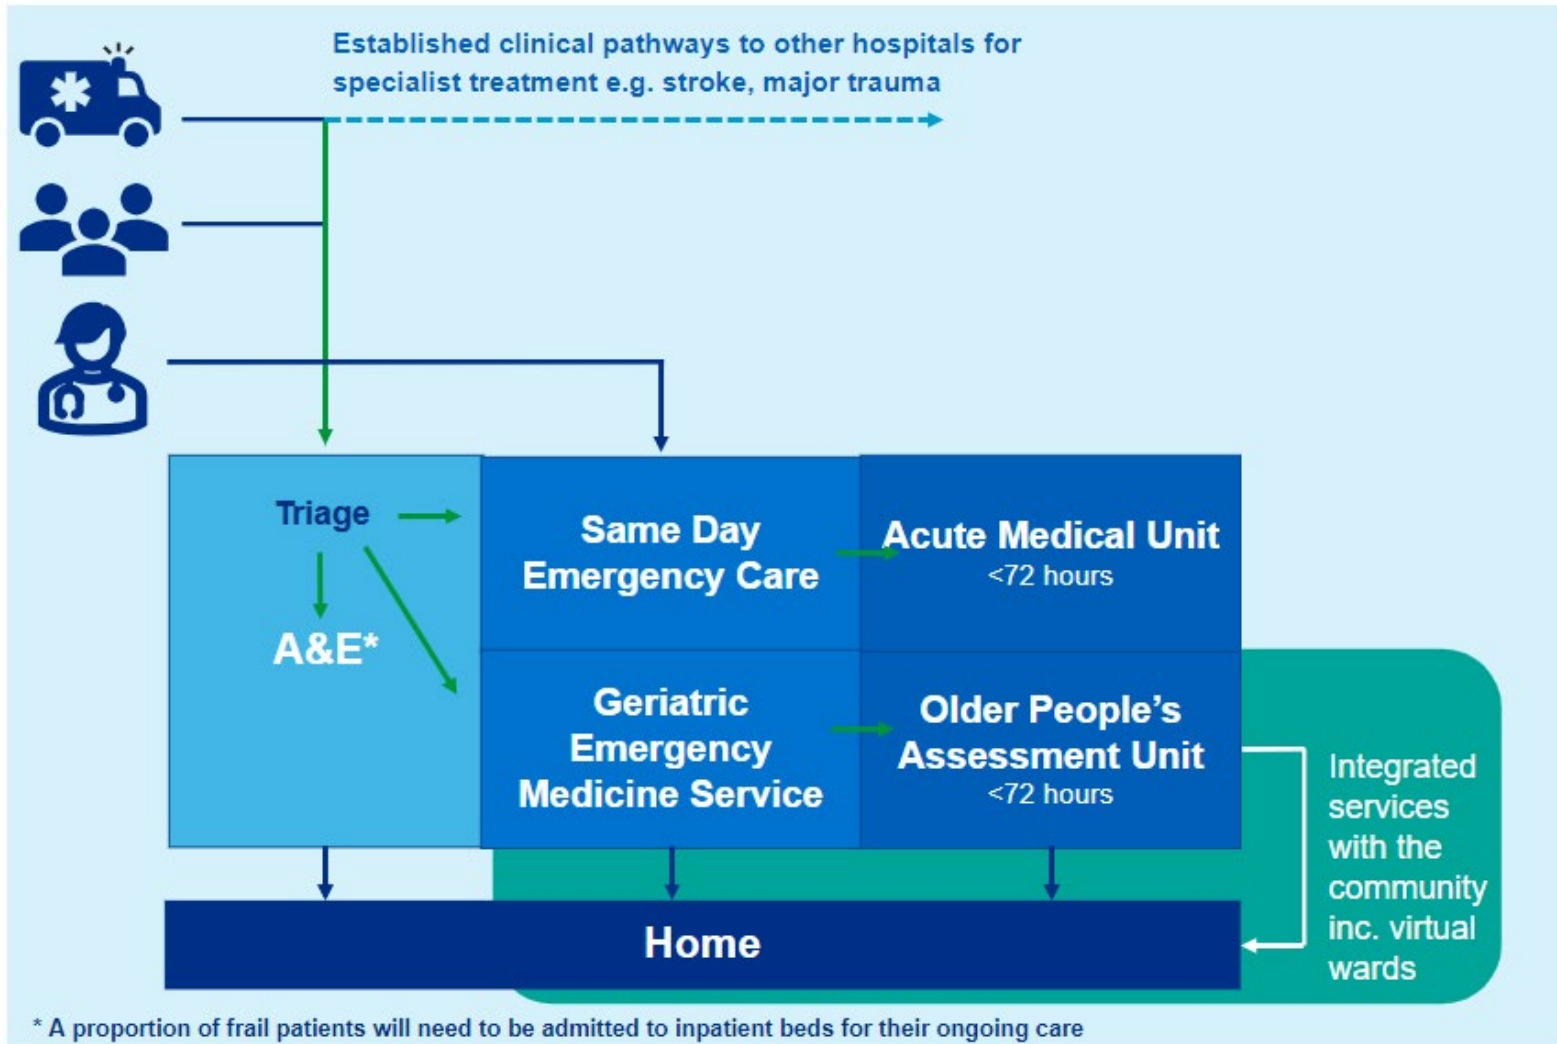 Established clinical pathways to other hospitals for
specialist treatment e.g. stroke, major trauma
Triage
A&E*
Same Day
Emergency Care
Acute Medical Unit
<72 hours
Geriatric
Emergency
Medicine Service
Older People's
Assessment Unit
<72 hours
Integrated
services
with the
community
inc. virtual
wards
Home
* A proportion of frail patients will need to be admitted to inpatient beds for their ongoing care